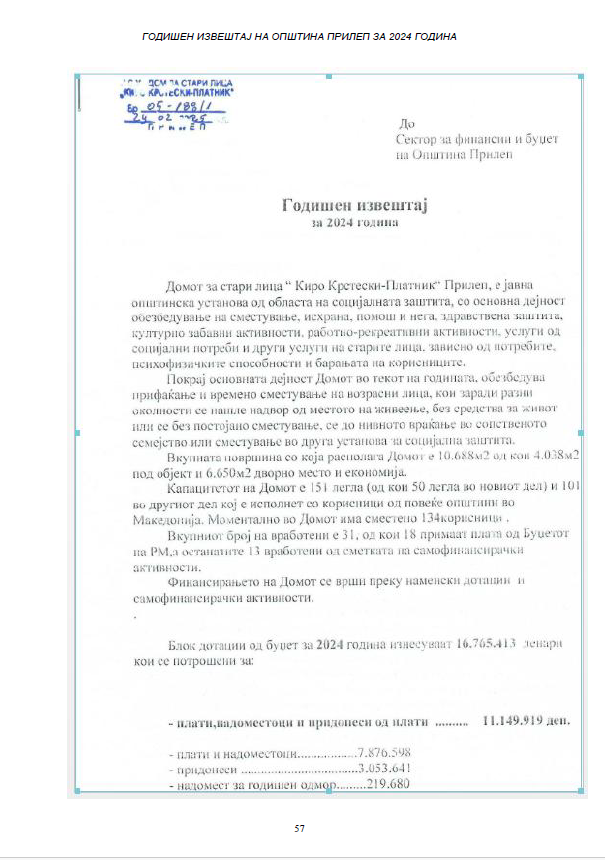 ГОДИШЕН ИЗВЕШТАЈ НА ОПШТИНА ПРИЛЕП ЗА 2024 ГОДИНА
ДОМ ЗА СТАРИ ЛИЦА
„КИРО КРСТЕСКИ-ПЛАТНИК“
Бр 05-188/1
24 02
ПРИЛЕП
До
Сектор за финансии и буџет
на Општина Прилеп
Годишен извештај
за 2024 година
Домот за стари лица “ Киро Крстески-Платник“ Прилеп, е јавна
општинска установа од областа на социјалната заштита, со основна дејност
обезбедување на сместување, исхрана, помош и нега, здравствена заштита,
културно забавни активности, работно-рекреативни активности, услуги од
социјални потреби и други услуги на старите лица, зависно од потребите,
психофизичките способности и барањата на корисниците.
Покрај основната дејност Домот во текот на годината, обезбедува
прифаќање и времено сместување на возрасни лица, кои заради разни
околности се нашле надвор од местото на живеење, без средства за живот
или се без постојано сместување, се до нивното враќање во сопственото
семејство или сместување во друга установа за социјална заштита.
Вкупната површина со која располага Домот е 10.688м2 од кои 4.038м2
под објект и 6.650м2 дворно место и економија.
Капацитетот на Домот е 151 легла (од кои 50 легла во новиот дел) и 101
во другиот дел кој е исполнет со корисници од повеќе општини во
Македонија. Моментално во Домот има сместено 134корисници .
Вкупниот број на вработени е 31, од кои 18 примаат плата од Буџетот
на РМ,а останатите 13 вработени од сметката на самофинансирачки
активности.
Финансирањето на Домот се врши преку наменски дотации и
самофинансирачки активности.
.
Блок дотации од буџет за 2024 година изнесуваат 16.765.413 денари
кои се потрошени за:
- плати,надоместоци и придонеси од плати ......... 11.149.919 ден.
- плати и надоместоци..................7.876.598
- придонеси ...................................3.053.641
- надомест за годишен одмор.........219.680
57